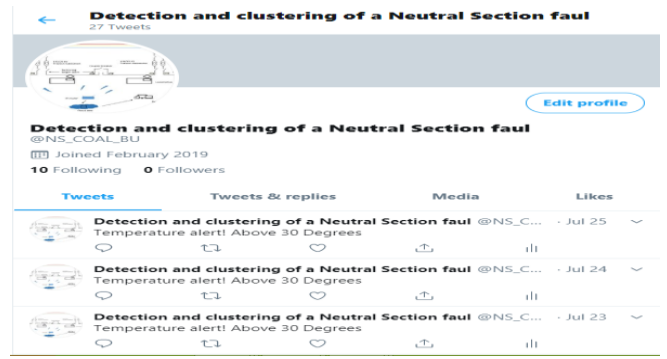 Detection and clustering of a Neutral Section faul
27 Tweets
Edit profile
Detection and clustering of a Neutral Section faul
@NS_COAL_BU
Joined February 2019
10 Following 0 Followers
Tweets Tweets & replies Media Likes
Detection and clustering of a Neutral Section faul @NS_C... · Jul 25
Temperature alert! Above 30 Degrees
Detection and clustering of a Neutral Section faul @NS_C... · Jul 24
Temperature alert! Above 30 Degrees
Detection and clustering of a Neutral Section faul @NS_C... · Jul 23
Temperature alert! Above 30 Degrees